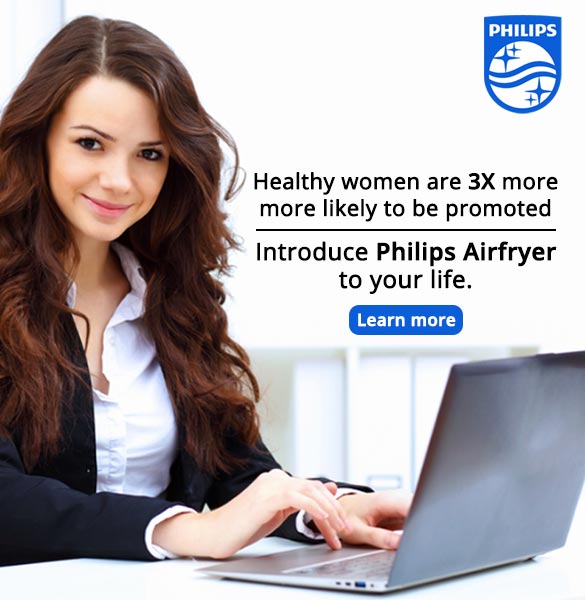 PHILIPS
Healthy women are 3X more
more likely to be promoted
Introduce Philips Airfryer
to your life.
Learn more